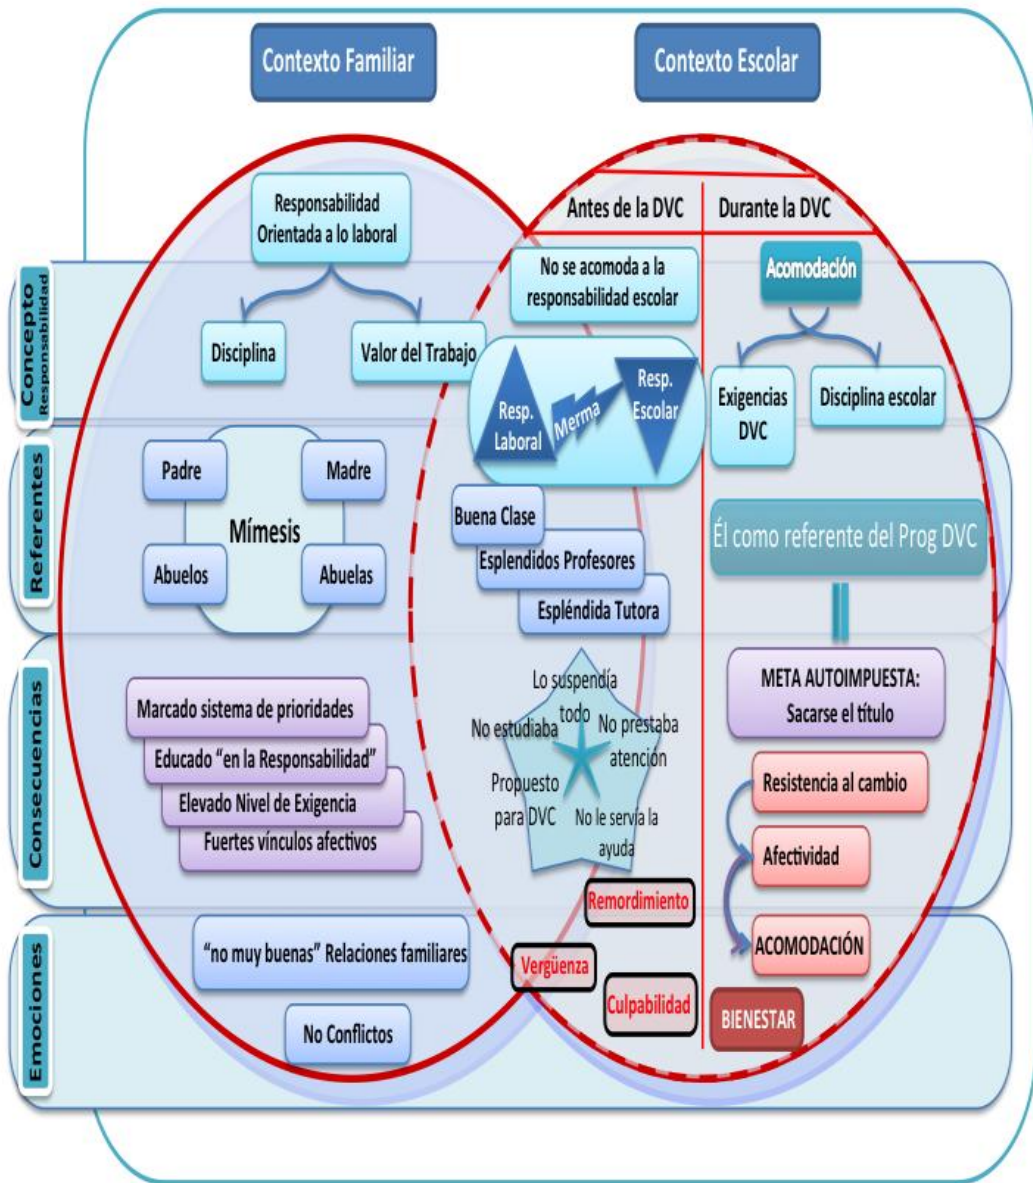 Contexto Familiar
Contexto Escolar
Responsabilidad
Orientada a lo laboral
Antes de la DVC
Durante la DVC
Concepto
Responsabilidad
Disciplina
Valor del Trabajo
No se acomoda a la
responsabilidad escolar
Resp.
Laboral
Merma
Resp.
Escolar
Acomodación
Exigencias
DVC
Disciplina escolar
Referentes
Padre
Madre
Mímesis
Abuelos
Abuelas
Buena Clase
Esplendidos Profesores
Espléndida Tutora
Él como referente del Prog DVC
Consecuencias
Marcado sistema de prioridades
Educado “en la Responsabilidad”
Elevado Nivel de Exigencia
Fuertes vínculos afectivos
Lo suspendía
todo
No estudiaba
No prestaba
atención
Propuesto
para DVC
No le servía la
ayuda
META AUTOIMPUESTA:
Sacarse el título
Resistencia al cambio
Afectividad
ACOMODACIÓN
Emociones
“no muy buenas” Relaciones familiares
No Conflictos
Remordimiento
Vergüenza
Culpabilidad
BIENESTAR